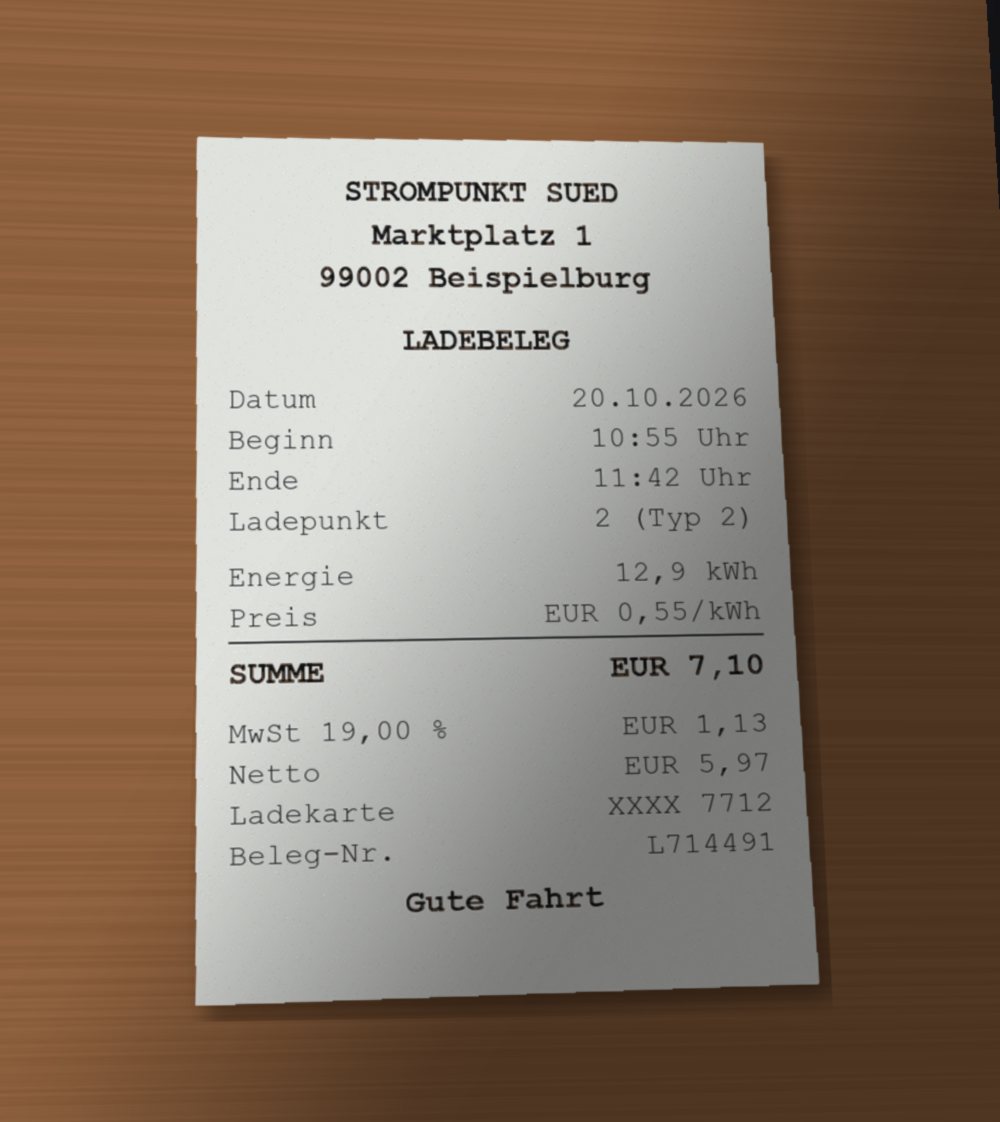 STROMPUNKT SUED
Marktplatz 1
99002 Beispielburg
LADEBELEG
Datum 20.10.2026
Beginn 10:55 Uhr
Ende 11:42 Uhr
Ladepunkt 2 (Typ 2)
Energie 12,9 kWh
Preis EUR 0,55/kWh
SUMME EUR 7,10
MwSt 19,00 % EUR 1,13
Netto EUR 5,97
Ladekarte XXXX 7712
Beleg-Nr. L714491
Gute Fahrt